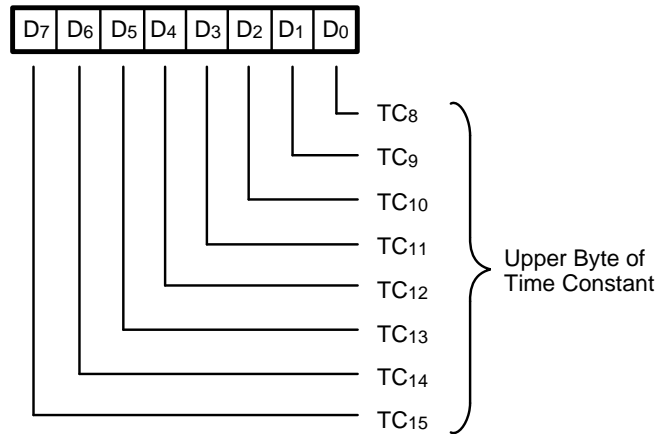 D7 D6 D5 D4 D3 D2 D1 D0
TC8
TC9
TC10
TC11
TC12
TC13
TC14
TC15
Upper Byte of
Time Constant